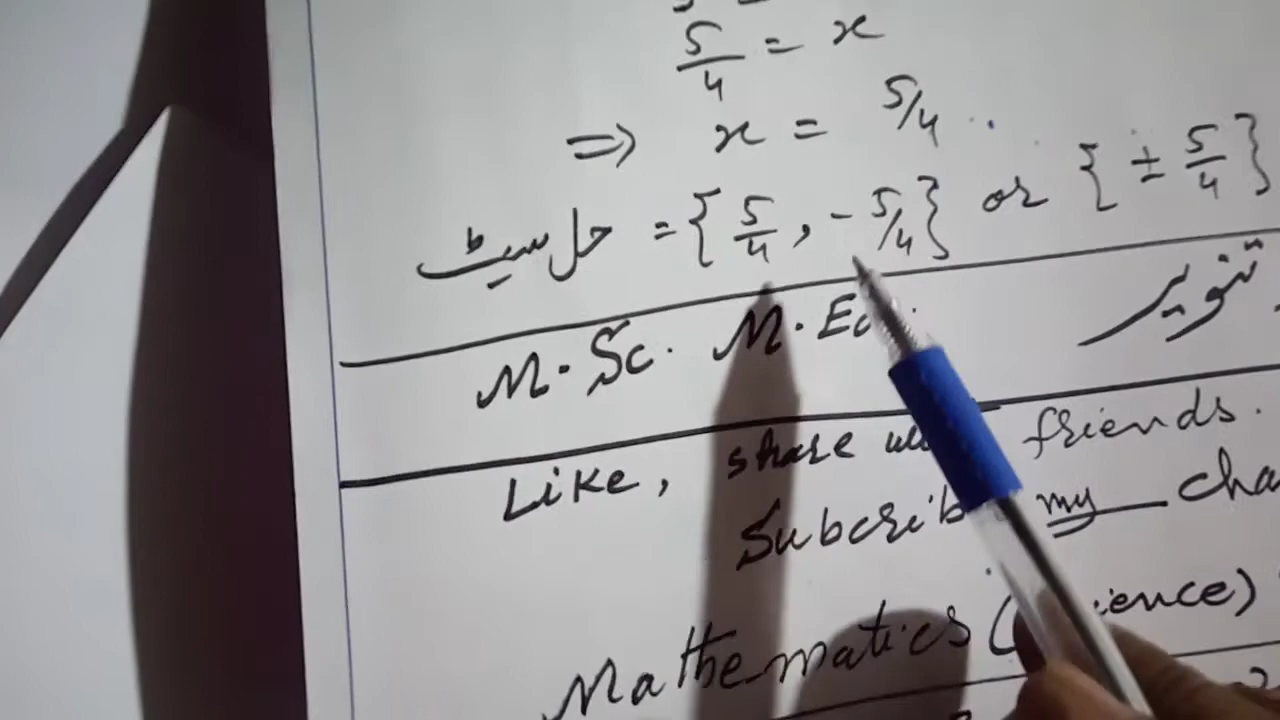 5/4 = x
=> x = 5/4.
حل سیٹ = {5/4, -5/4} or {± 5/4}
M.Sc. M.Ed. تنویر
Like, share friends.
Subcribe my
Mathematics (